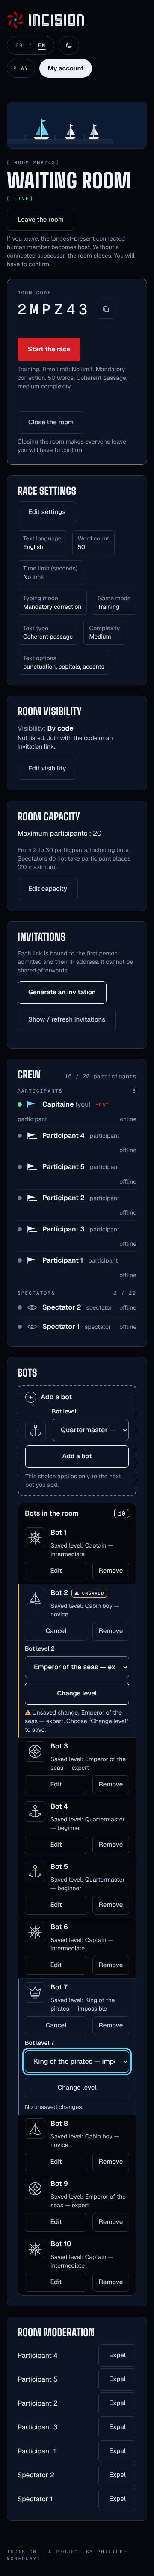 INCISION
FR / EN
PLAY
My account
[.ROOM 2MPZ43]
WAITING ROOM
[.LIVE]
Leave the room
If you leave, the longest-present connected
human member becomes host. Without a
connected successor, the room closes. You will
have to confirm.
ROOM CODE
2MPZ43
Start the race
Training. Time limit: No limit. Mandatory
correction. 50 words. Coherent passage,
medium complexity.
Close the room
Closing the room makes everyone leave:
you will have to confirm.
RACE SETTINGS
Edit settings
Text language
English
Word count
50
Time limit (seconds)
No limit
Typing mode
Mandatory correction
Game mode
Training
Text type
Coherent passage
Complexity
Medium
Text options
punctuation, capitals, accents
ROOM VISIBILITY
Visibility: By code
Not listed. Join with the code or an
invitation link.
Edit visibility
ROOM CAPACITY
Maximum participants : 20
From 2 to 30 participants, including bots.
Spectators do not take participant places
(20 maximum).
Edit capacity
INVITATIONS
Each link is bound to the first person
admitted and their IP address. It cannot be
shared afterwards.
Generate an invitation
Show / refresh invitations
CREW
16 / 20 participants
PARTICIPANTS 6
Capitaine (you) HOST
participant online
Participant 4 participant
offline
Participant 5 participant
offline
Participant 2 participant
offline
Participant 3 participant
offline
Participant 1 participant
offline
SPECTATORS 2 / 20
Spectator 2 spectator offline
Spectator 1 spectator offline
BOTS
+ Add a bot
Bot level
Quartermaster —
Add a bot
This choice applies only to the next
bot you add.
Bots in the room 10
Bot 1
Saved level: Captain —
intermediate
Edit Remove
Bot 2 ▲ UNSAVED
Saved level: Cabin boy —
novice
Cancel Remove
Bot level 2
Emperor of the seas — ex
Change level
⚠ Unsaved change: Emperor of the
seas — expert. Choose "Change level"
to save.
Bot 3
Saved level: Emperor of the
seas — expert
Edit Remove
Bot 4
Saved level: Quartermaster
— beginner
Edit Remove
Bot 5
Saved level: Quartermaster
— beginner
Edit Remove
Bot 6
Saved level: Captain —
intermediate
Edit Remove
Bot 7
Saved level: King of the
pirates — impossible
Cancel Remove
Bot level 7
King of the pirates — impo
Change level
No unsaved changes.
Bot 8
Saved level: Cabin boy —
novice
Edit Remove
Bot 9
Saved level: Emperor of the
seas — expert
Edit Remove
Bot 10
Saved level: Captain —
intermediate
Edit Remove
ROOM MODERATION
Participant 4 Expel
Participant 5 Expel
Participant 2 Expel
Participant 3 Expel
Participant 1 Expel
Spectator 2 Expel
Spectator 1 Expel
INCISION · A PROJECT BY PHILIPPE
MONFOUAYI